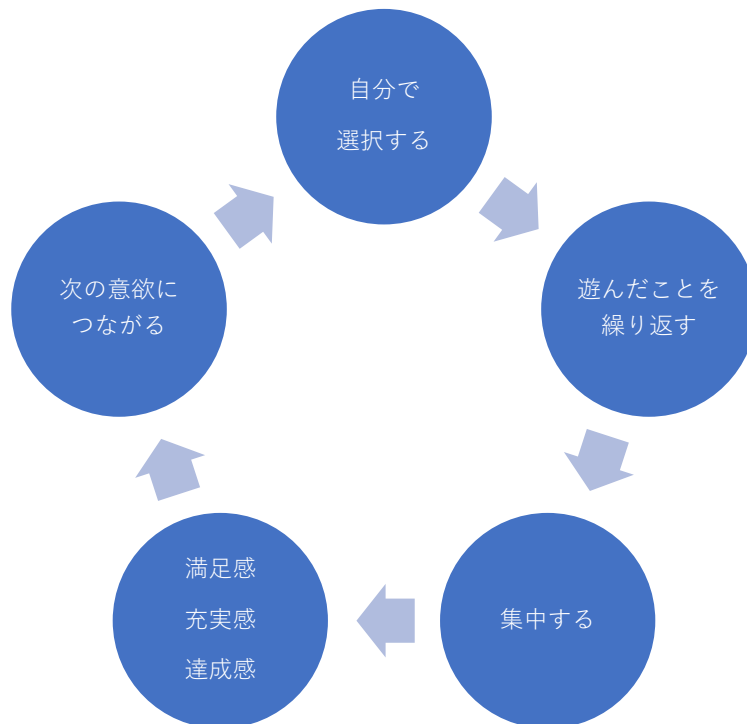 自分で
選択する
遊んだことを
繰り返す
集中する
満足感
充実感
達成感
次の意欲に
つながる